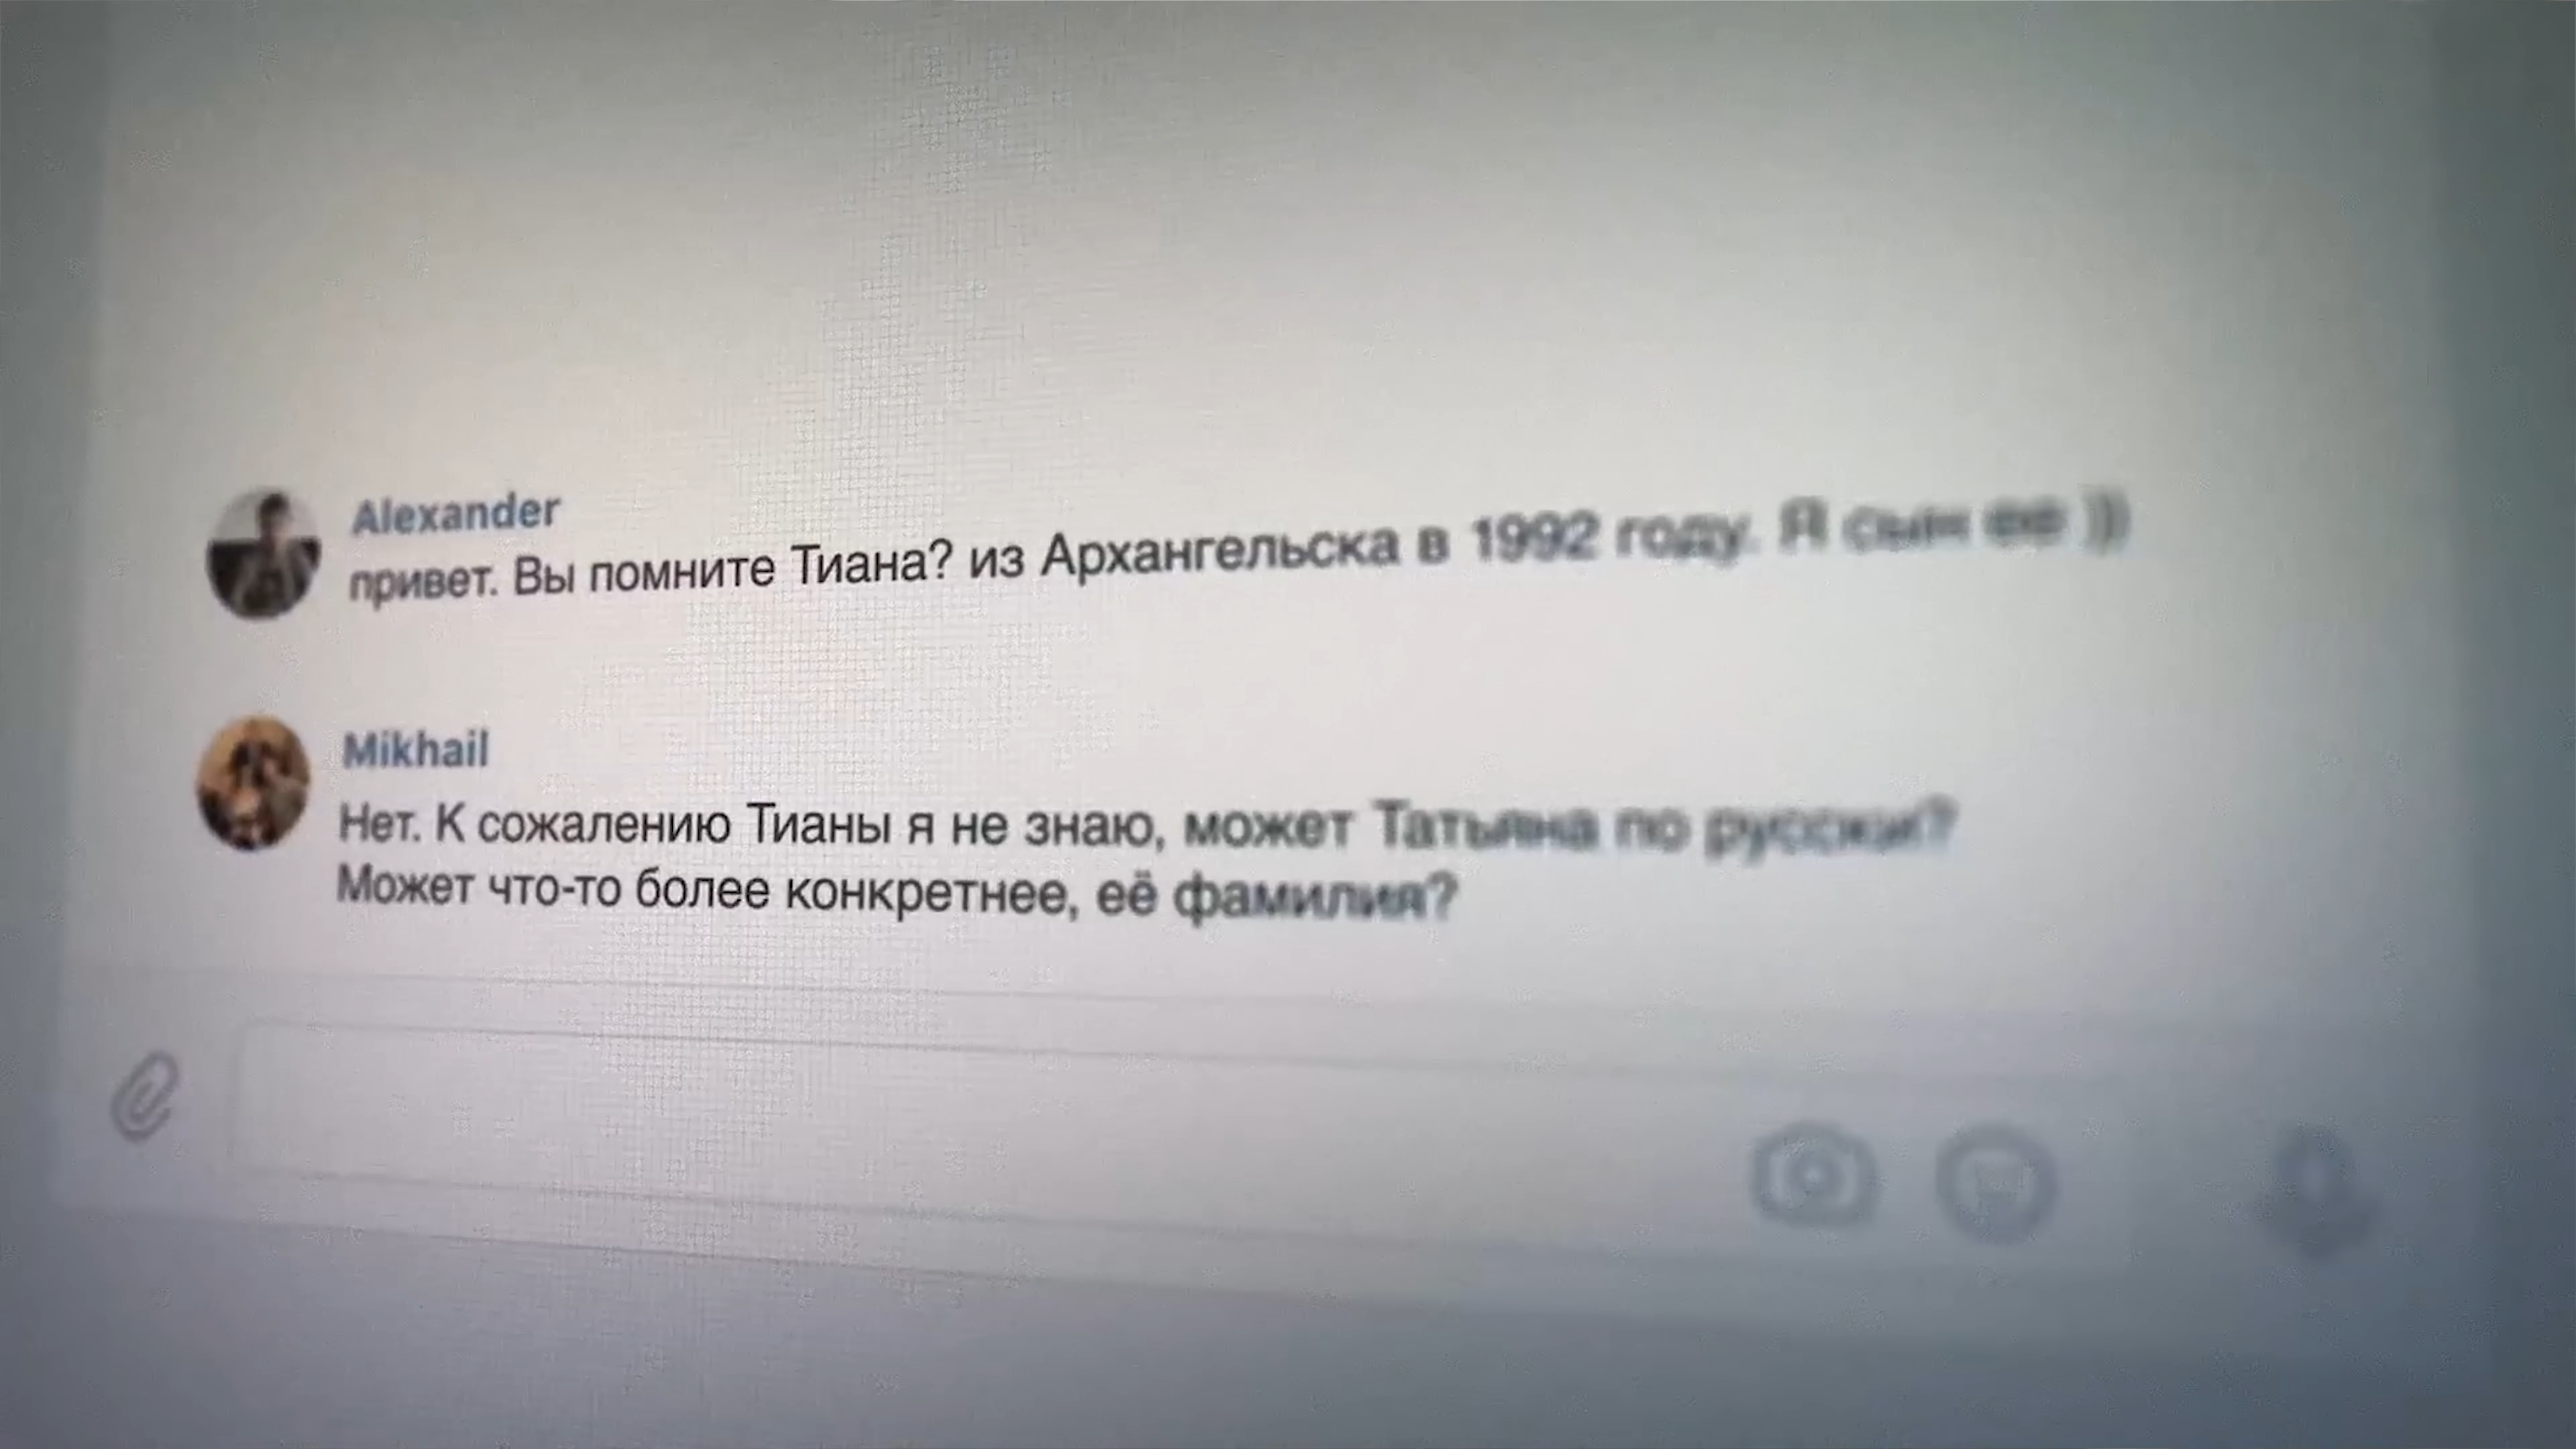 Alexander
привет. Вы помните Тиана? из Архангельска в 1992 году. Я сын ее ))
Mikhail
Нет. К сожалению Тианы я не знаю, может Татьяна по русски?
Может что-то более конкретнее, её фамилия?